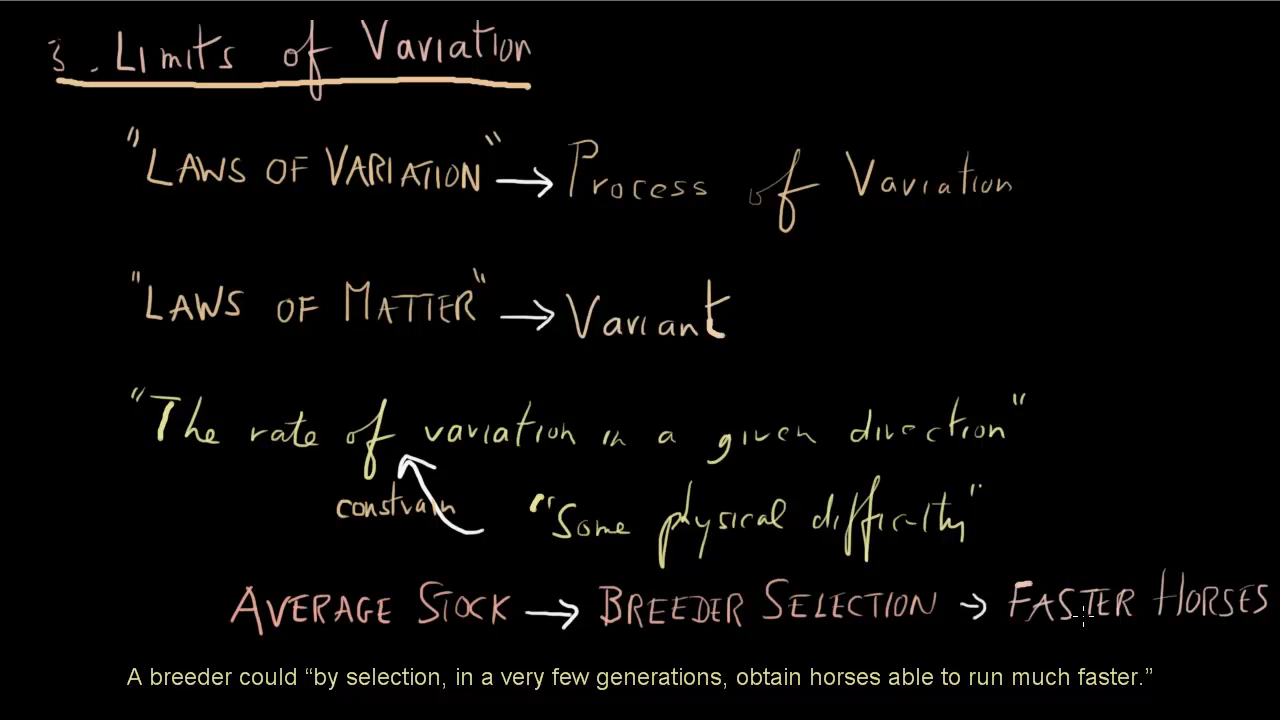 3. Limits of Variation
"LAWS OF VARIATION" → Process of Variation
"LAWS OF MATTER" → Variant
"The rate of variation in a given direction"
constrain "Some physical difficulty"
AVERAGE STOCK → BREEDER SELECTION → FASTER HORSES
A breeder could “by selection, in a very few generations, obtain horses able to run much faster.”